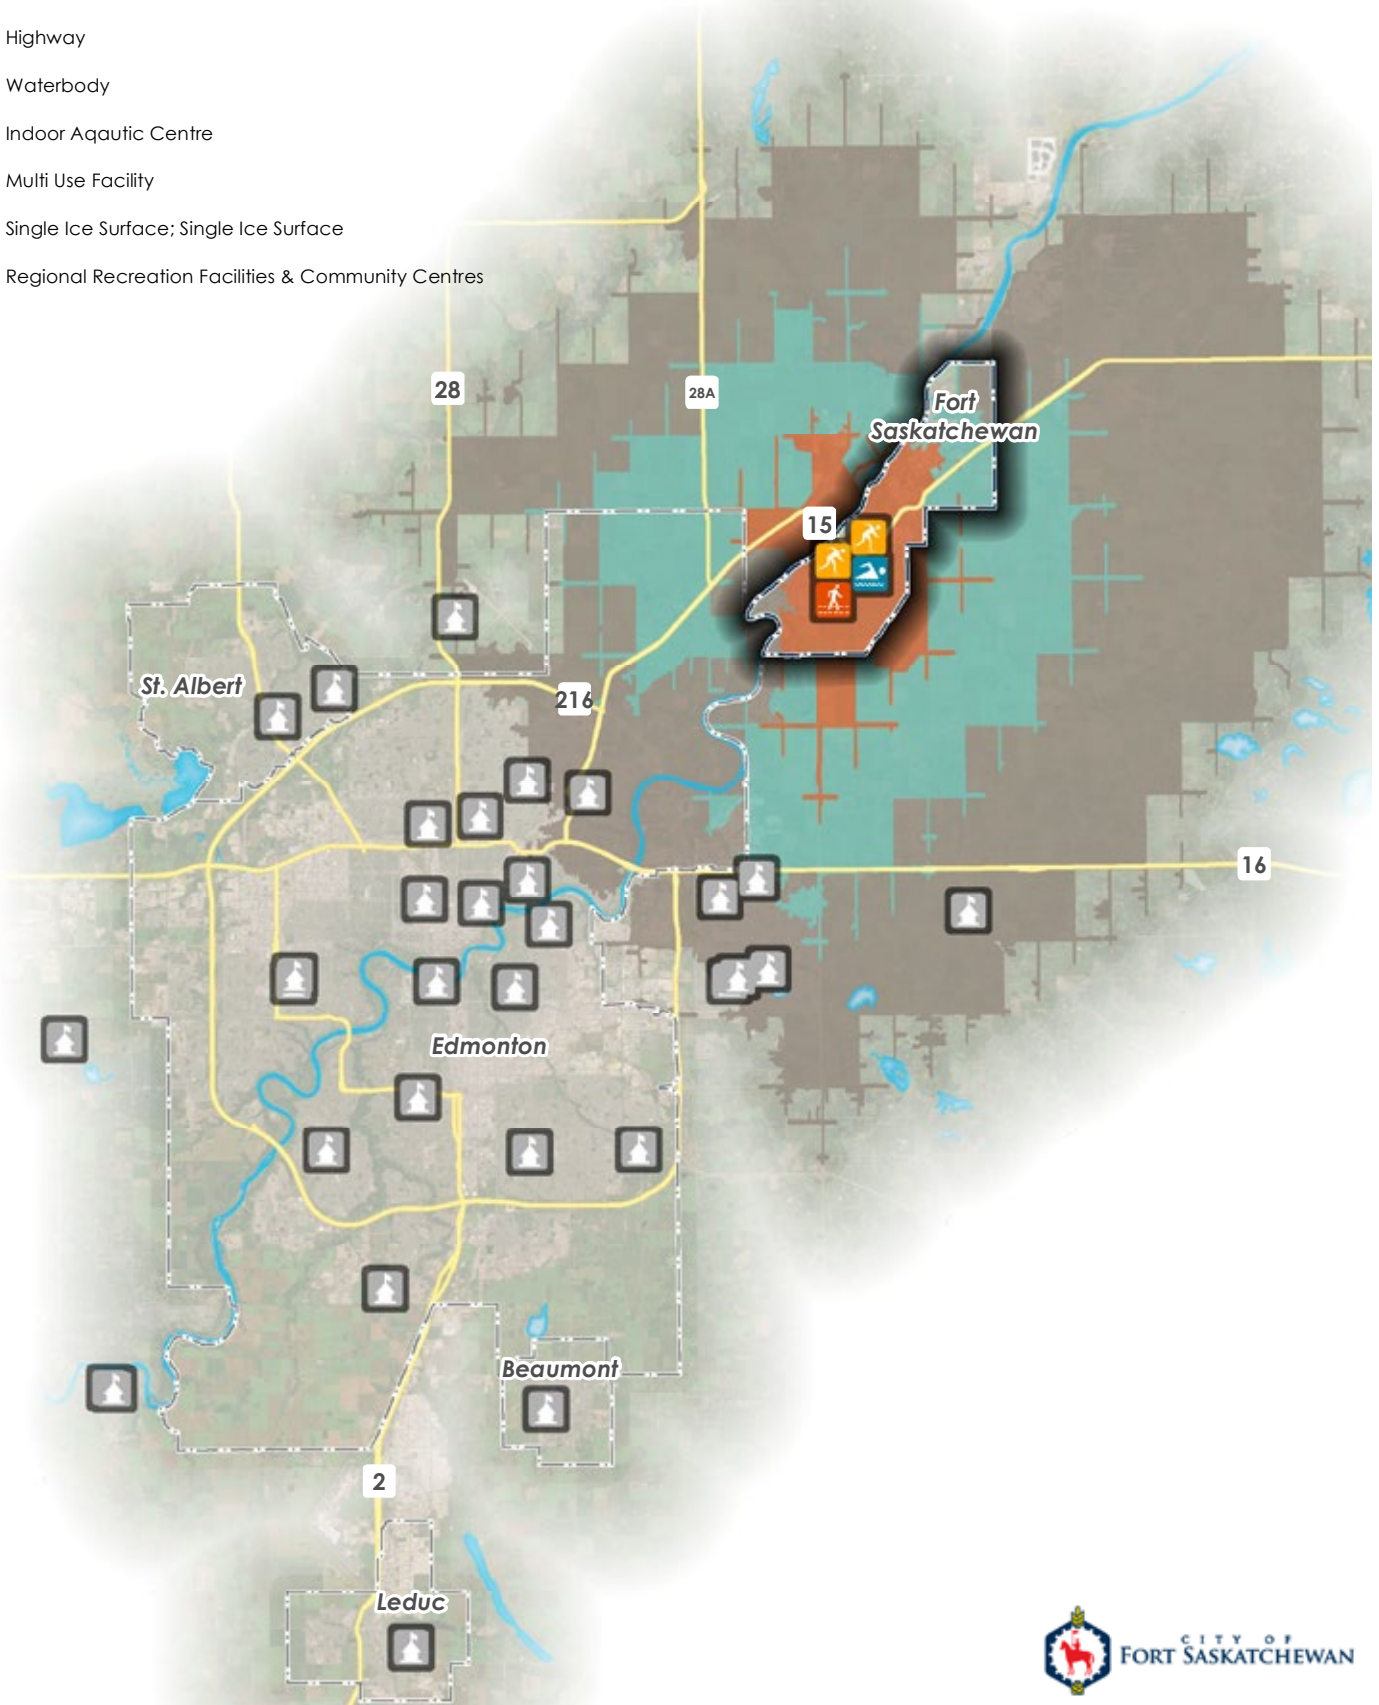 Highway
Waterbody
Indoor Aqautic Centre
Multi Use Facility
Single Ice Surface; Single Ice Surface
Regional Recreation Facilities & Community Centres
28
28A
Fort
Saskatchewan
15
St. Albert
216
16
Edmonton
Beaumont
2
Leduc
CITY OF
FORT SASKATCHEWAN